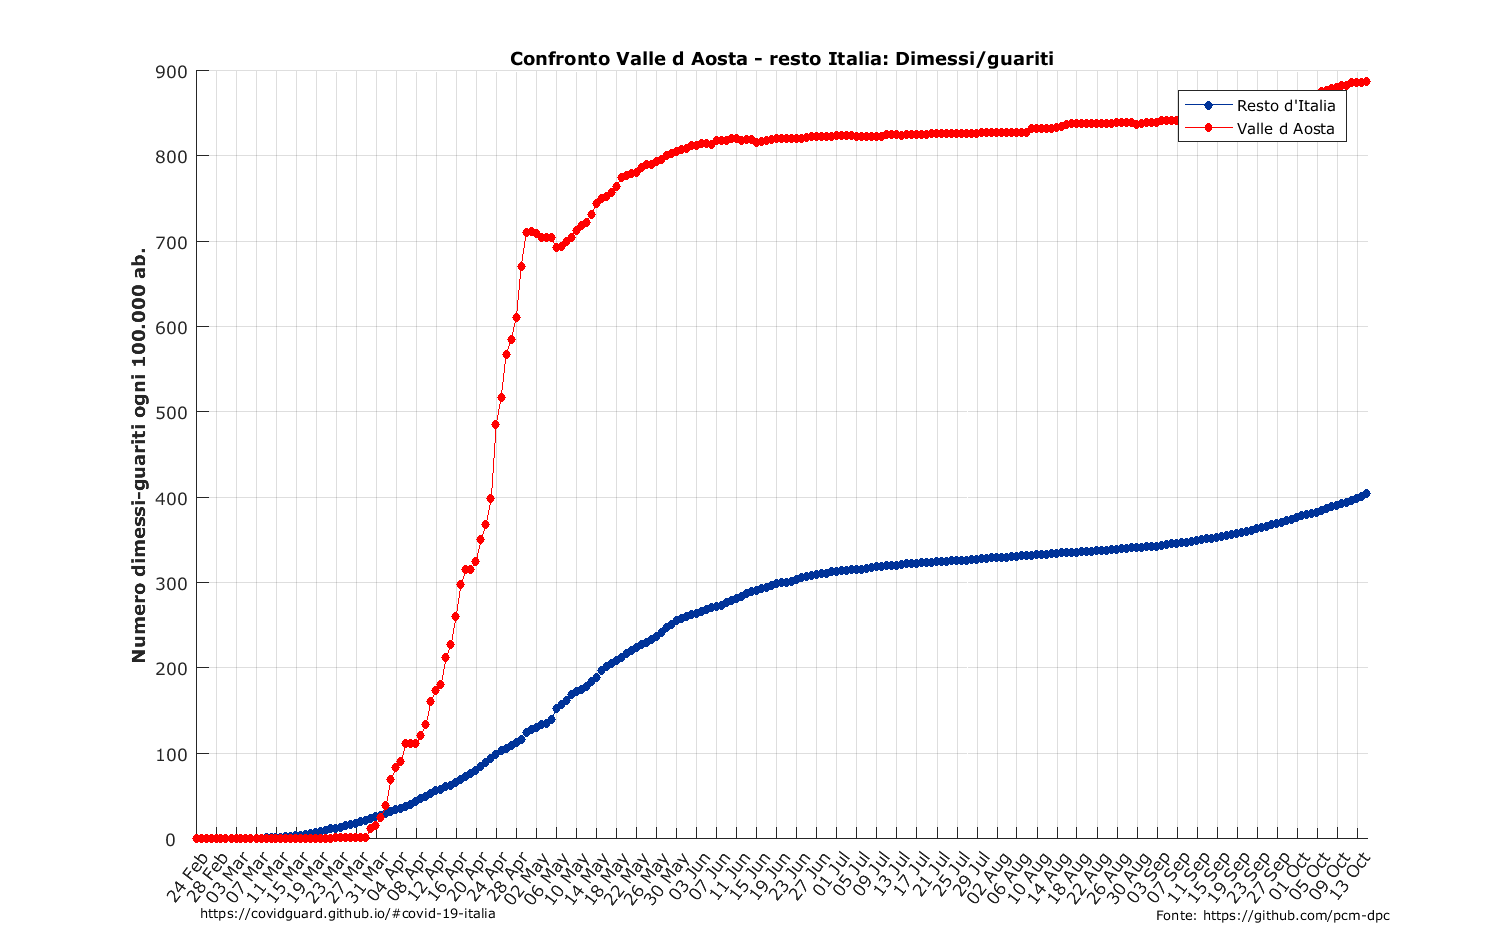 Confronto Valle d Aosta - resto Italia: Dimessi/guariti
Numero dimessi-guariti ogni 100.000 ab.
900
800
700
600
500
400
300
200
100
0
Resto d'Italia
Valle d Aosta
24 Feb
28 Feb
03 Mar
07 Mar
11 Mar
15 Mar
19 Mar
23 Mar
27 Mar
31 Mar
04 Apr
08 Apr
12 Apr
16 Apr
20 Apr
24 Apr
28 Apr
02 May
06 May
10 May
14 May
18 May
22 May
26 May
30 May
03 Jun
07 Jun
11 Jun
15 Jun
19 Jun
23 Jun
27 Jun
01 Jul
05 Jul
09 Jul
13 Jul
17 Jul
21 Jul
25 Jul
29 Jul
02 Aug
06 Aug
10 Aug
14 Aug
18 Aug
22 Aug
26 Aug
30 Aug
03 Sep
07 Sep
11 Sep
15 Sep
19 Sep
23 Sep
27 Sep
01 Oct
05 Oct
09 Oct
13 Oct
https://covidguard.github.io/#covid-19-italia
Fonte: https://github.com/pcm-dpc